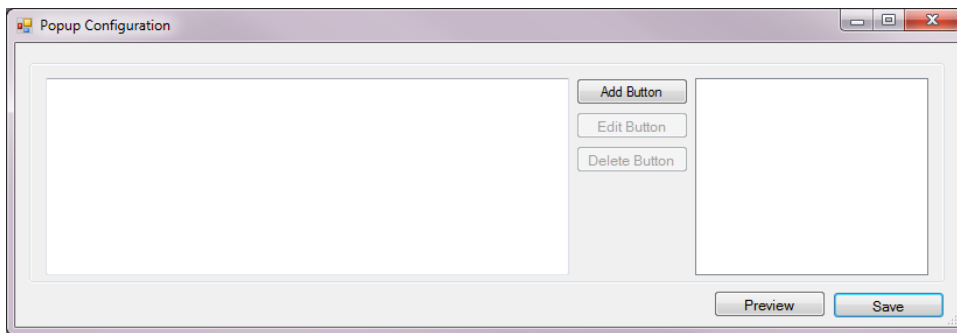 Popup Configuration
Add Button
Edit Button
Delete Button
Preview Save